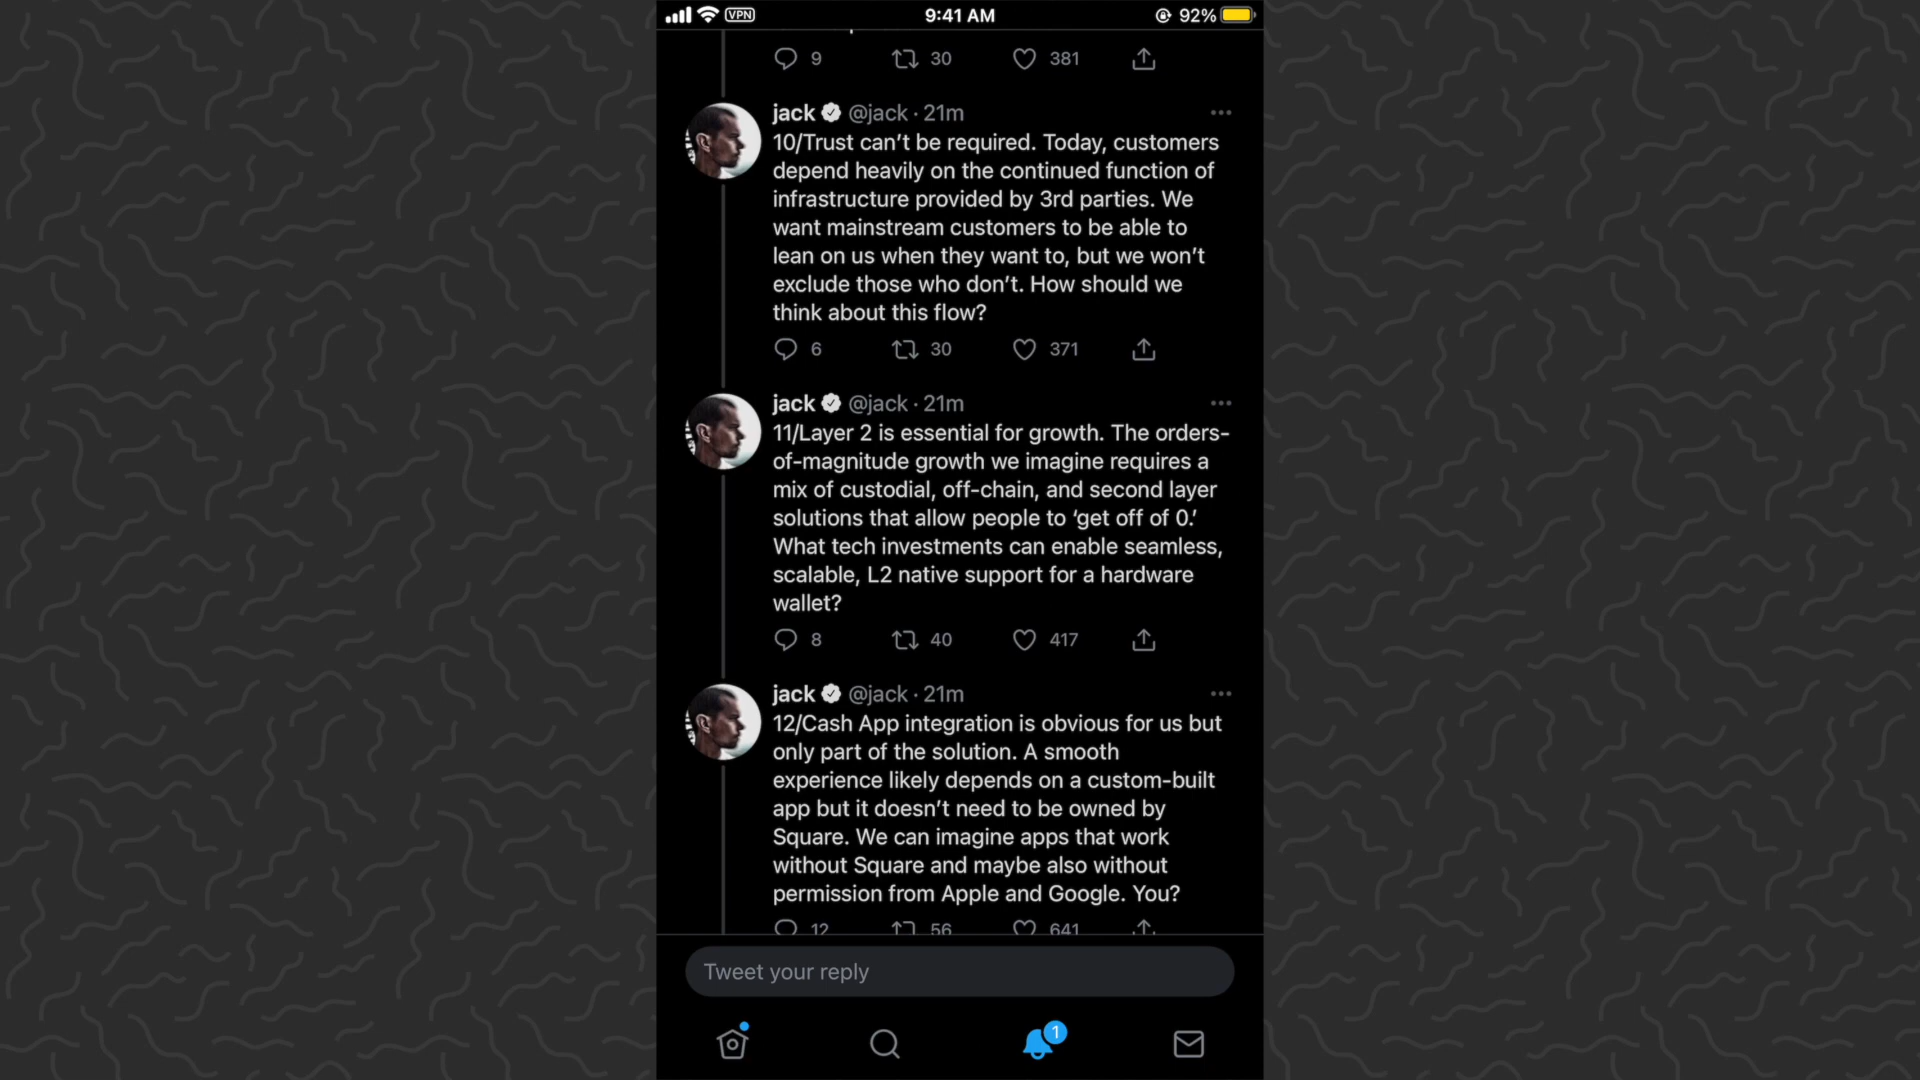 VPN 9:41 AM 92%
9 30 381
jack @jack · 21m
10/Trust can’t be required. Today, customers
depend heavily on the continued function of
infrastructure provided by 3rd parties. We
want mainstream customers to be able to
lean on us when they want to, but we won’t
exclude those who don’t. How should we
think about this flow?
6 30 371
jack @jack · 21m
11/Layer 2 is essential for growth. The orders-
of-magnitude growth we imagine requires a
mix of custodial, off-chain, and second layer
solutions that allow people to ‘get off of 0.’
What tech investments can enable seamless,
scalable, L2 native support for a hardware
wallet?
8 40 417
jack @jack · 21m
12/Cash App integration is obvious for us but
only part of the solution. A smooth
experience likely depends on a custom-built
app but it doesn’t need to be owned by
Square. We can imagine apps that work
without Square and maybe also without
permission from Apple and Google. You?
12 56 641
Tweet your reply
1